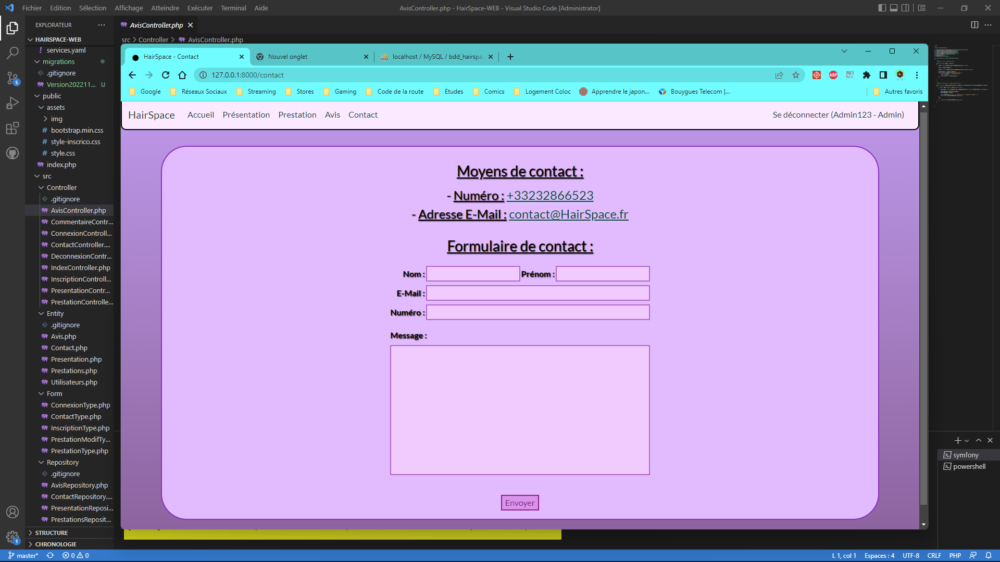 Fichier Edition Sélection Affichage Atteindre Exécuter Terminal Aide
AvisController.php - HairSpace-WEB - Visual Studio Code [Administrator]
EXPLORATEUR
AvisController.php
HAIRSPACE-WEB
src > Controller > AvisController.php
services.yaml
migrations
.gitignore
Version202211... U
public
assets
img
bootstrap.min.css
style-inscrico.css
style.css
index.php
src
Controller
.gitignore
AvisController.php
CommentaireContr...
ConnexionControll...
ContactController....
DeconnexionContr...
IndexController.php
InscriptionControll...
PresentationContr...
PrestationControlle...
Entity
.gitignore
Avis.php
Contact.php
Presentation.php
Prestations.php
Utilisateurs.php
Form
ConnexionType.php
ContactType.php
InscriptionType.php
PrestationModifTy...
PrestationType.php
Repository
.gitignore
AvisRepository.php
ContactRepository....
PresentationReposi...
PrestationsReposit...
STRUCTURE
CHRONOLOGIE
5
1
HairSpace - Contact
Nouvel onglet
PMA
localhost / MySQL / bdd_hairspa
127.0.0.1:8000/contact
ABP
Google Réseaux Sociaux Streaming Stores Gaming Code de la route Etudes Comics Logement Coloc Apprendre le japon... Bouygues Telecom |... Autres favoris
HairSpace Accueil Présentation Prestation Avis Contact Se déconnecter (Admin123 - Admin)
Moyens de contact :
- Numéro : +33232866523
- Adresse E-Mail : contact@HairSpace.fr
Formulaire de contact :
Nom : Prénom :
E-Mail :
Numéro :
Message :
Envoyer
symfony
powershell
master* 0 0
L 1, col 1 Espaces : 4 UTF-8 CRLF PHP